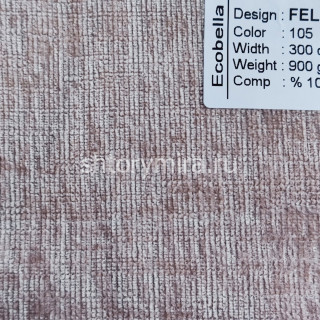 Ecobella
Design : FEL
Color : 105
Width : 300
Weight : 900 g
Comp : % 10
shtorymira.ru